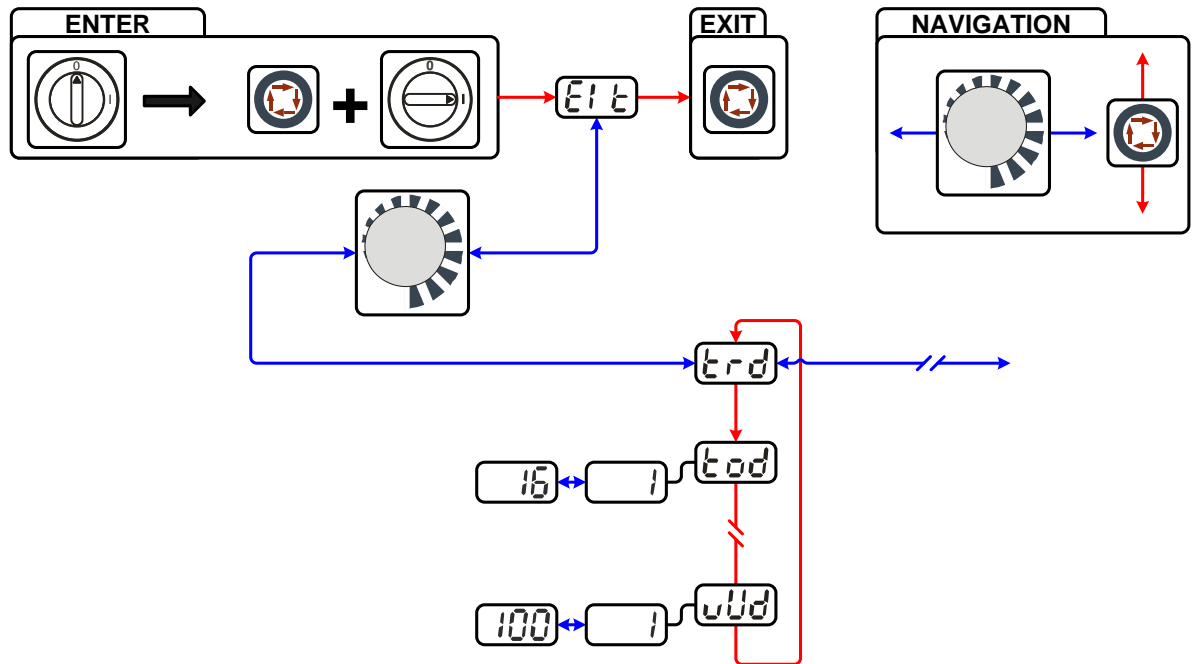 ENTER
EXIT
NAVIGATION
0
I
+
0
I
EIt
trd
tod
16
1
vUd
100
1